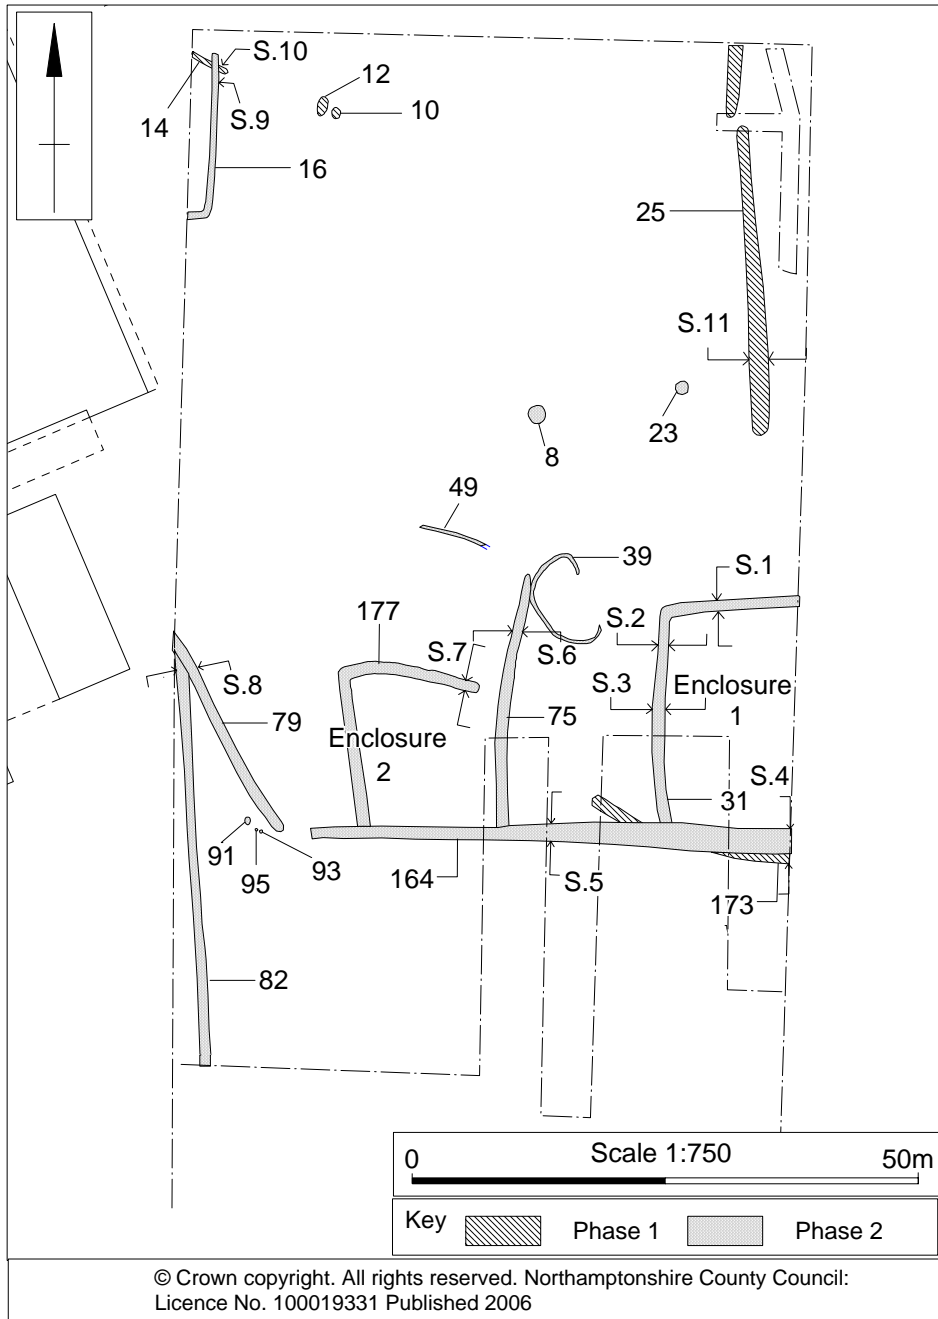 S.10
12
10
14
S.9
16
25
S.11
23
8
49
39
S.1
177
S.2
S.7
S.6
S.8
S.3
Enclosure
1
79
75
Enclosure
2
S.4
31
91
93
95
164
S.5
173
82
Scale 1:750
0
50m
Key
Phase 1
Phase 2
© Crown copyright. All rights reserved. Northamptonshire County Council:
Licence No. 100019331 Published 2006